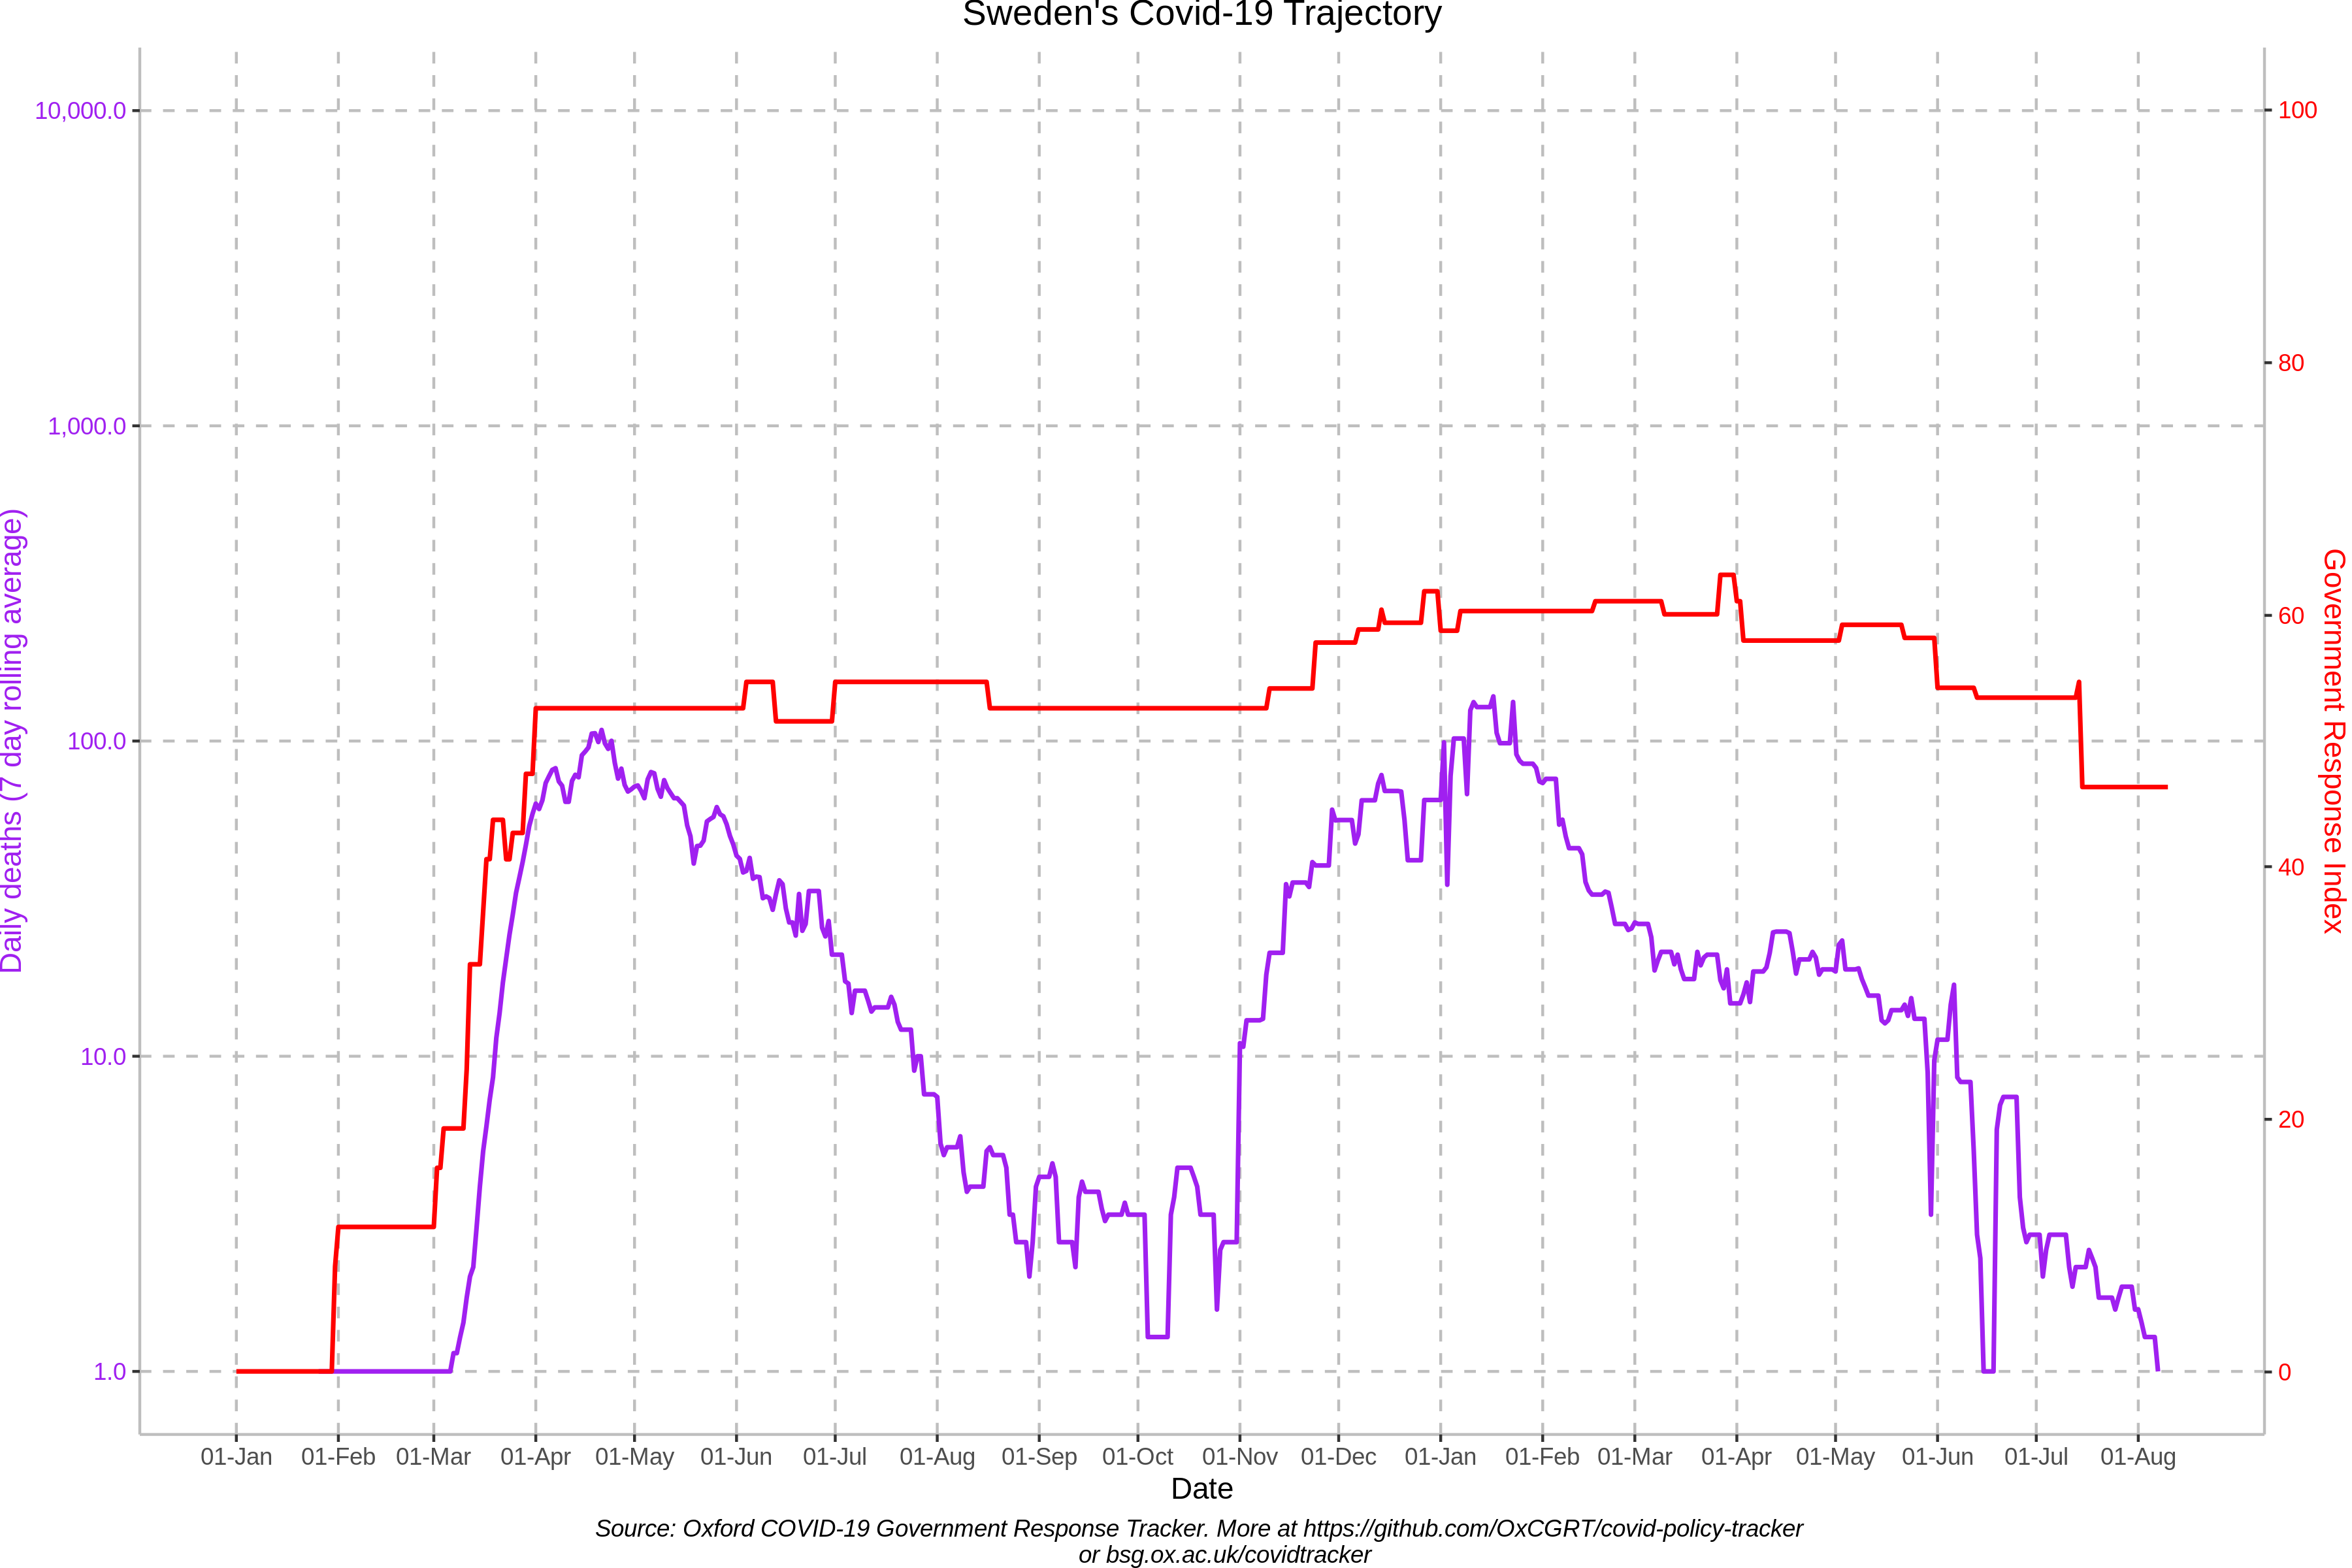 Sweden's Covid-19 Trajectory
10,000.0
1,000.0
100.0
10.0
1.0
Daily deaths (7 day rolling average)
100
80
60
40
20
0
Government Response Index
01-Jan 01-Feb 01-Mar 01-Apr 01-May 01-Jun 01-Jul 01-Aug 01-Sep 01-Oct 01-Nov 01-Dec 01-Jan 01-Feb 01-Mar 01-Apr 01-May 01-Jun 01-Jul 01-Aug
Date
Source: Oxford COVID-19 Government Response Tracker. More at https://github.com/OxCGRT/covid-policy-tracker
or bsg.ox.ac.uk/covidtracker